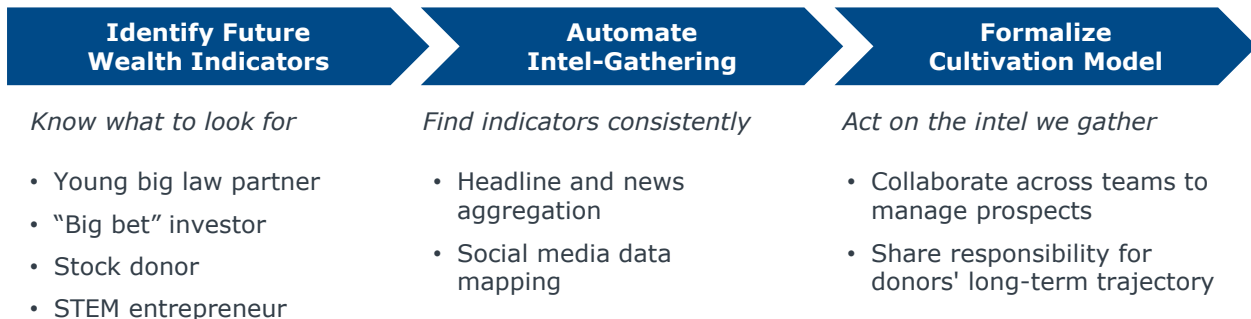 Identify Future
Wealth Indicators
Automate
Intel-Gathering
Formalize
Cultivation Model
Know what to look for
• Young big law partner
• “Big bet” investor
• Stock donor
• STEM entrepreneur
Find indicators consistently
• Headline and news
aggregation
• Social media data
mapping
Act on the intel we gather
• Collaborate across teams to
manage prospects
• Share responsibility for
donors' long-term trajectory